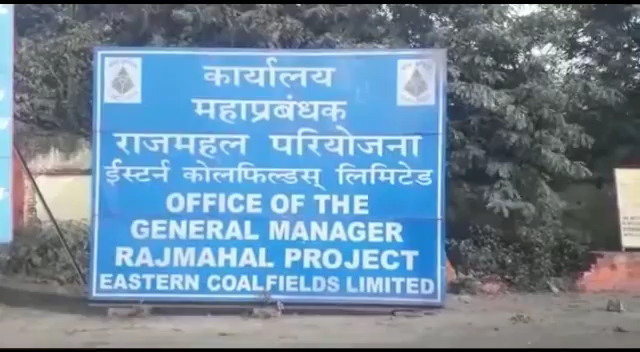 कार्यालय
महाप्रबंधक
राजमहल परियोजना
ईस्टर्न कोलफिल्डस् लिमिटेड
OFFICE OF THE
GENERAL MANAGER
RAJMAHAL PROJECT
EASTERN COALFIELDS LIMITED